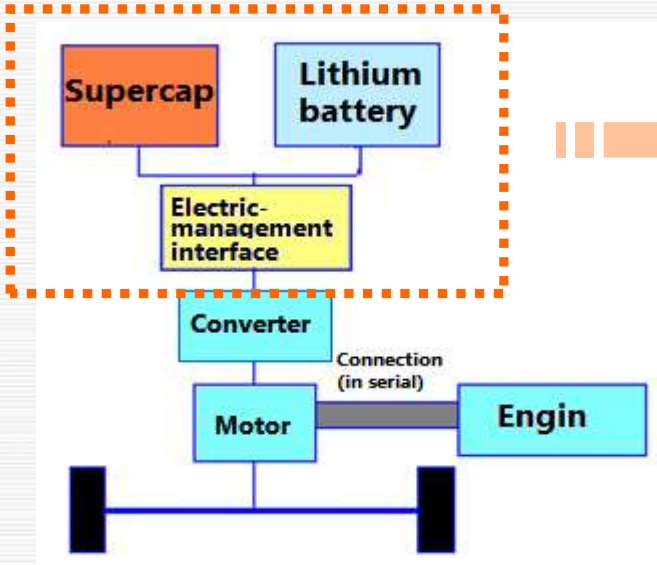 Supercap
Lithium
battery
Electric-
management
interface
Converter
Connection
(in serial)
Motor
Engin